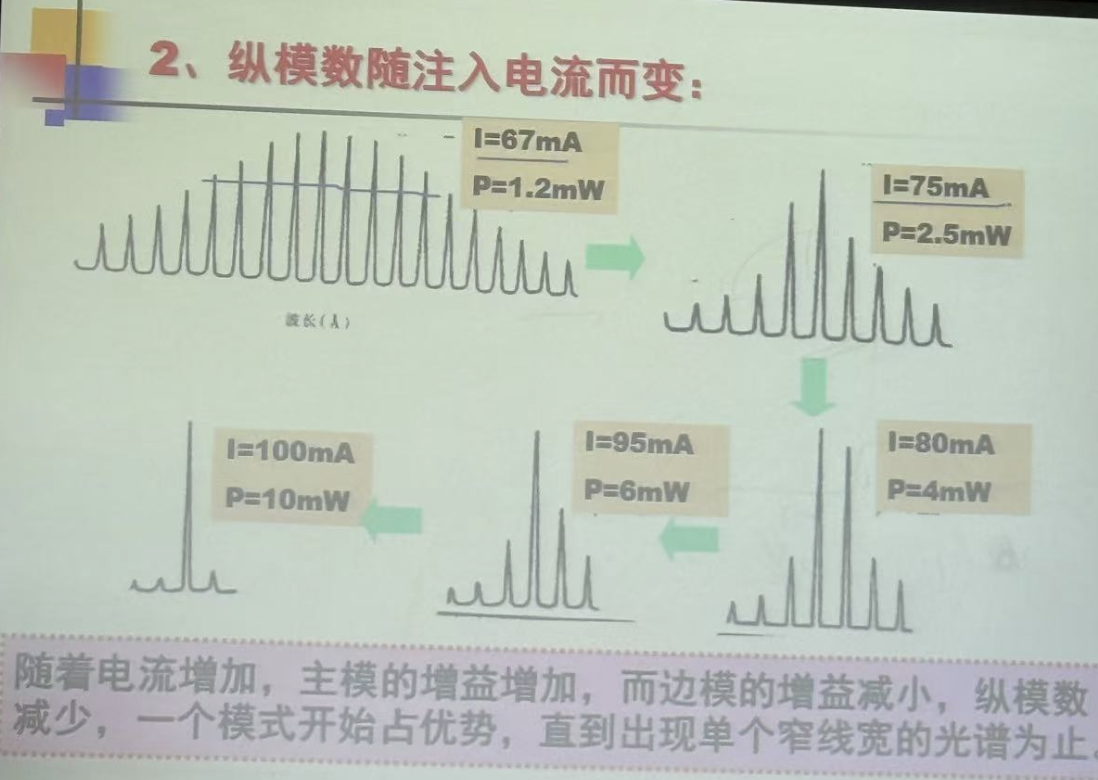 2、纵模数随注入电流而变:
I=67mA
P=1.2mW
I=75mA
P=2.5mW
波长(Å)
I=100mA
P=10mW
I=95mA
P=6mW
I=80mA
P=4mW
随着电流增加，主模的增益增加，而边模的增益减小，纵模数
减少，一个模式开始占优势，直到出现单个窄线宽的光谱为止.